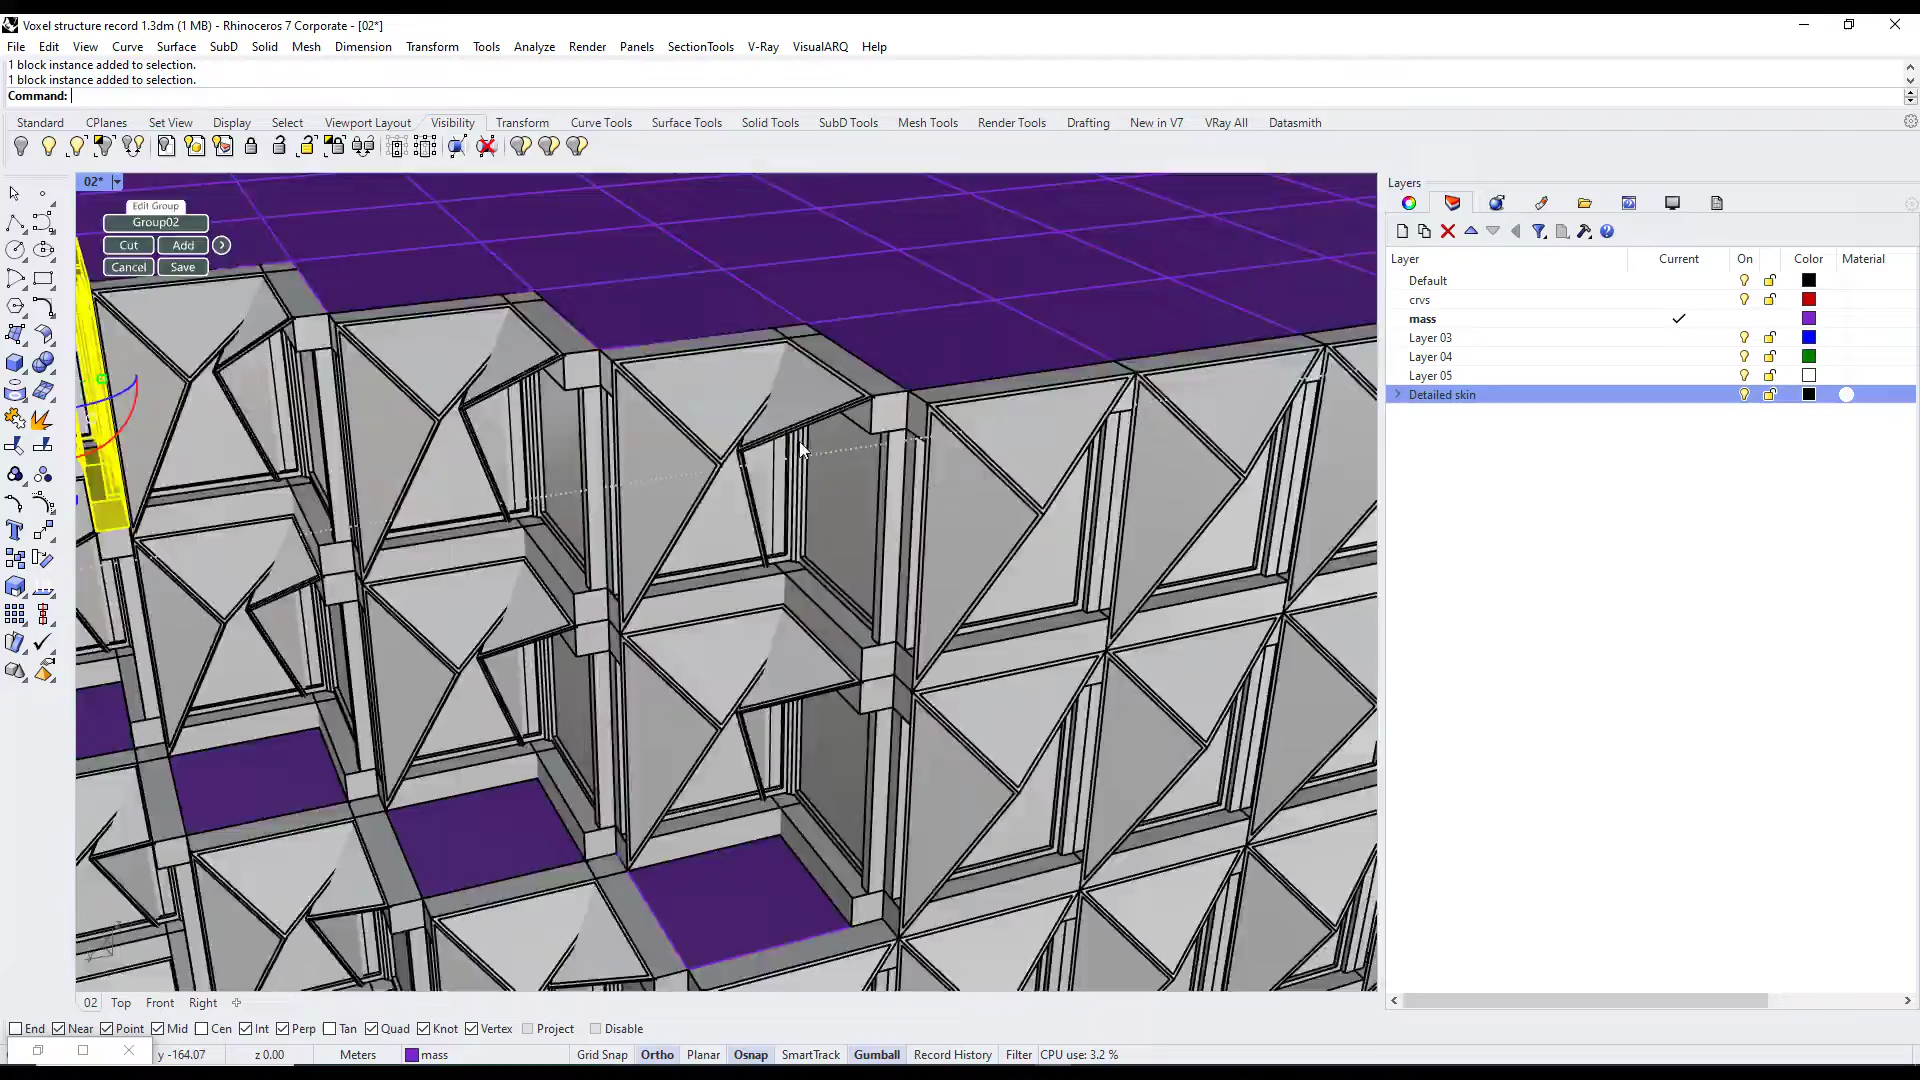 Voxel structure record 1.3dm (1 MB) - Rhinoceros 7 Corporate - [02*]
File Edit View Curve Surface SubD Solid Mesh Dimension Transform Tools Analyze Render Panels SectionTools V-Ray VisualARQ Help
1 block instance added to selection.
1 block instance added to selection.
Command:
Standard CPlanes Set View Display Select Viewport Layout Visibility Transform Curve Tools Surface Tools Solid Tools SubD Tools Mesh Tools Render Tools Drafting New in V7 VRay All Datasmith
02*
Edit Group
Group02
Cut Add
Cancel Save
Layers
Layer Current On Color Material
Default
crvs
mass
Layer 03
Layer 04
Layer 05
Detailed skin
02 Top Front Right
End Near Point Mid Cen Int Perp Tan Quad Knot Vertex Project Disable
y -164.07 z 0.00 Meters mass Grid Snap Ortho Planar Osnap SmartTrack Gumball Record History Filter CPU use: 3.2 %